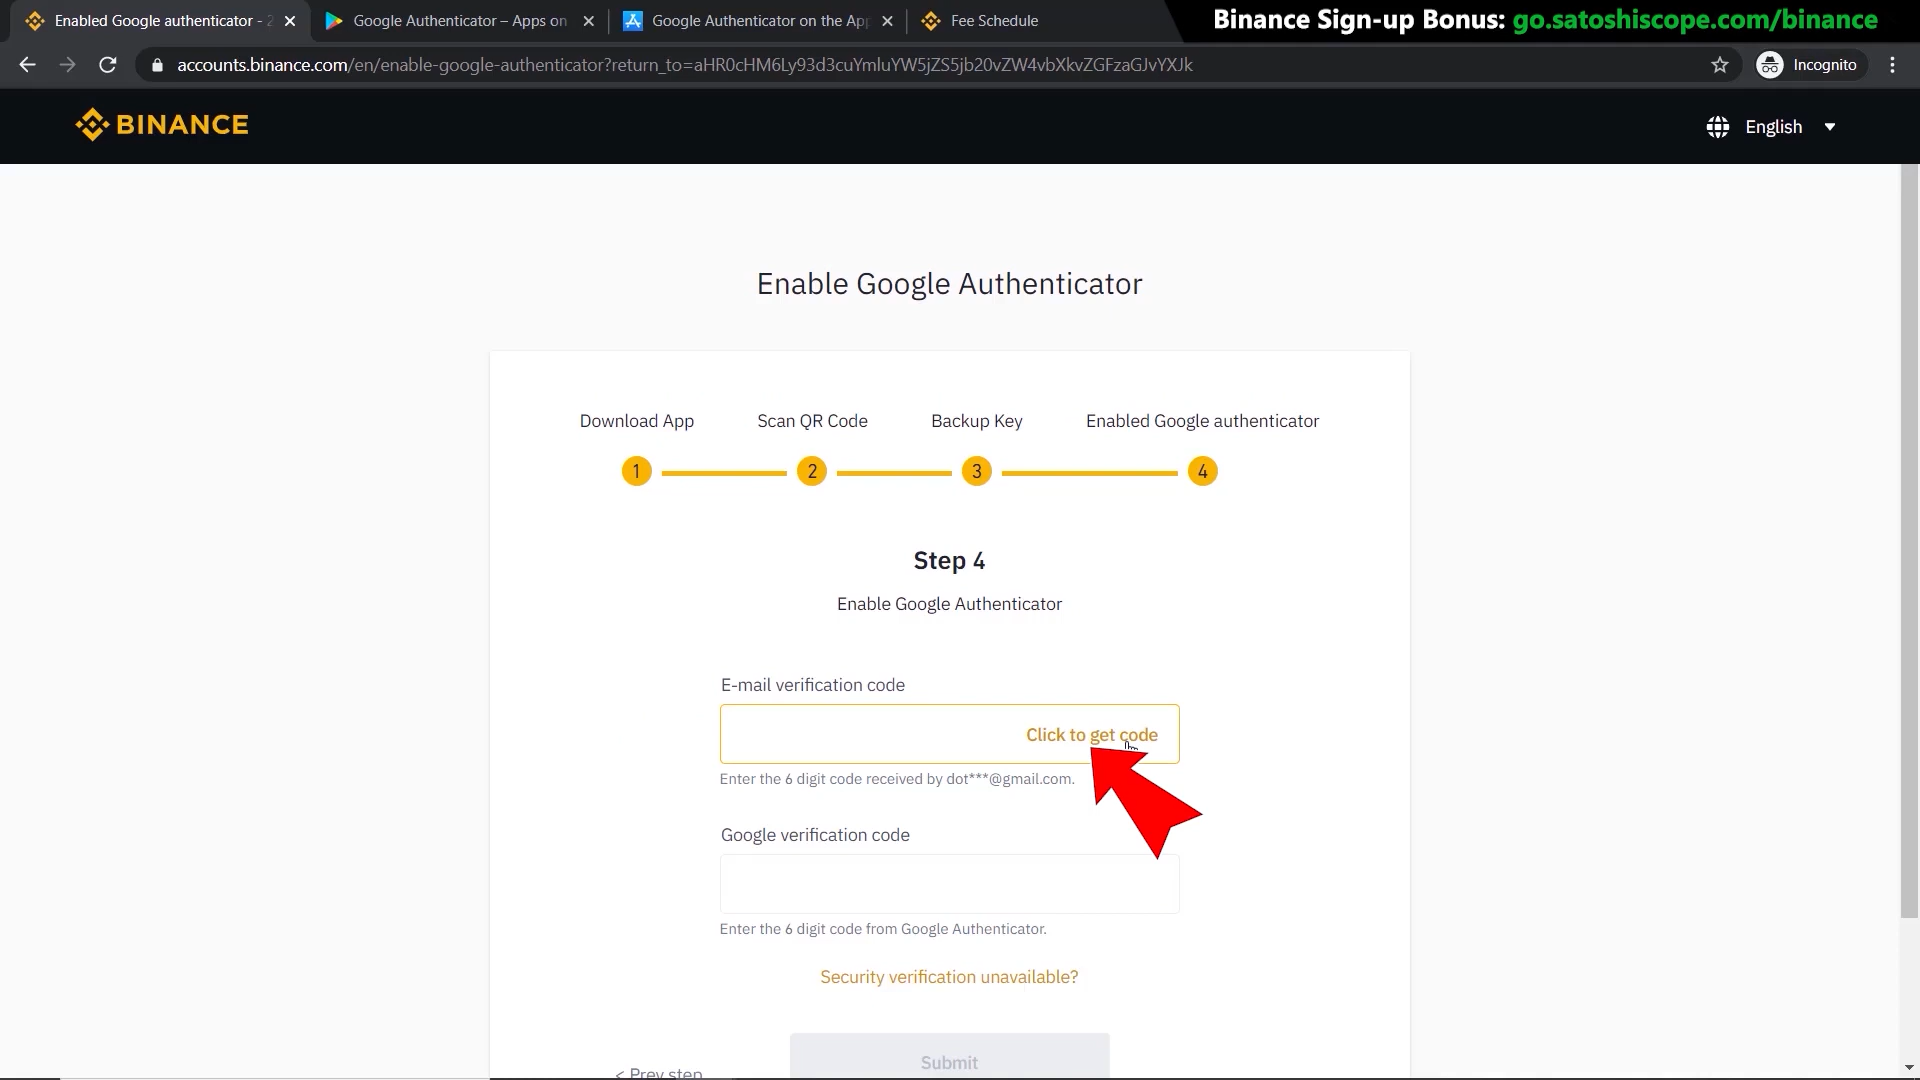 Enabled Google authenticator - 2
Google Authenticator – Apps on
Google Authenticator on the App
Fee Schedule
Binance Sign-up Bonus: go.satoshiscope.com/binance
accounts.binance.com/en/enable-google-authenticator?return_to=aHR0cHM6Ly93d3cuYmluYW5jZS5jb20vZW4vbXkvZGFzaGJvYXJk
Incognito
BINANCE
English
Enable Google Authenticator
Download App
Scan QR Code
Backup Key
Enabled Google authenticator
1
2
3
4
Step 4
Enable Google Authenticator
E-mail verification code
Click to get code
Enter the 6 digit code received by dot***@gmail.com.
Google verification code
Enter the 6 digit code from Google Authenticator.
Security verification unavailable?
Submit
< Prev step